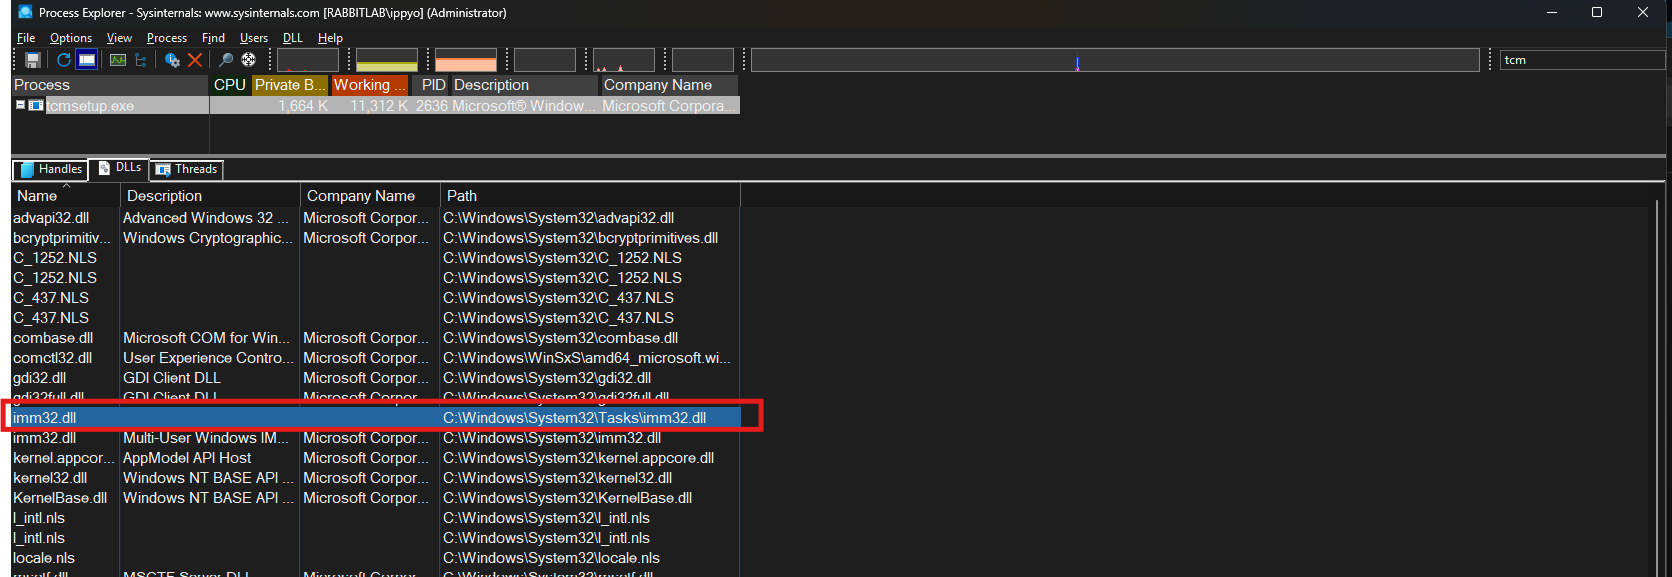 Process Explorer - Sysinternals: www.sysinternals.com [RABBITLAB\ippyo] (Administrator)
File Options View Process Find Users DLL Help
tcm
Process CPU Private B... Working ... PID Description Company Name
tcmsetup.exe 1,664 K 11,312 K 2636 Microsoft® Window... Microsoft Corpora...
Handles DLLs Threads
Name Description Company Name Path
advapi32.dll Advanced Windows 32 ... Microsoft Corpor... C:\Windows\System32\advapi32.dll
bcryptprimitiv... Windows Cryptographic... Microsoft Corpor... C:\Windows\System32\bcryptprimitives.dll
C_1252.NLS C:\Windows\System32\C_1252.NLS
C_1252.NLS C:\Windows\System32\C_1252.NLS
C_437.NLS C:\Windows\System32\C_437.NLS
C_437.NLS C:\Windows\System32\C_437.NLS
combase.dll Microsoft COM for Win... Microsoft Corpor... C:\Windows\System32\combase.dll
comctl32.dll User Experience Contro... Microsoft Corpor... C:\Windows\WinSxS\amd64_microsoft.wi...
gdi32.dll GDI Client DLL Microsoft Corpor... C:\Windows\System32\gdi32.dll
gdi32full.dll GDI Client DLL Microsoft Corpor... C:\Windows\System32\gdi32full.dll
imm32.dll C:\Windows\System32\Tasks\imm32.dll
imm32.dll Multi-User Windows IM... Microsoft Corpor... C:\Windows\System32\imm32.dll
kernel.appcor... AppModel API Host Microsoft Corpor... C:\Windows\System32\kernel.appcore.dll
kernel32.dll Windows NT BASE API ... Microsoft Corpor... C:\Windows\System32\kernel32.dll
KernelBase.dll Windows NT BASE API ... Microsoft Corpor... C:\Windows\System32\KernelBase.dll
l_intl.nls C:\Windows\System32\l_intl.nls
l_intl.nls C:\Windows\System32\l_intl.nls
locale.nls C:\Windows\System32\locale.nls
MSCTF Server DLL Microsoft Corpor...